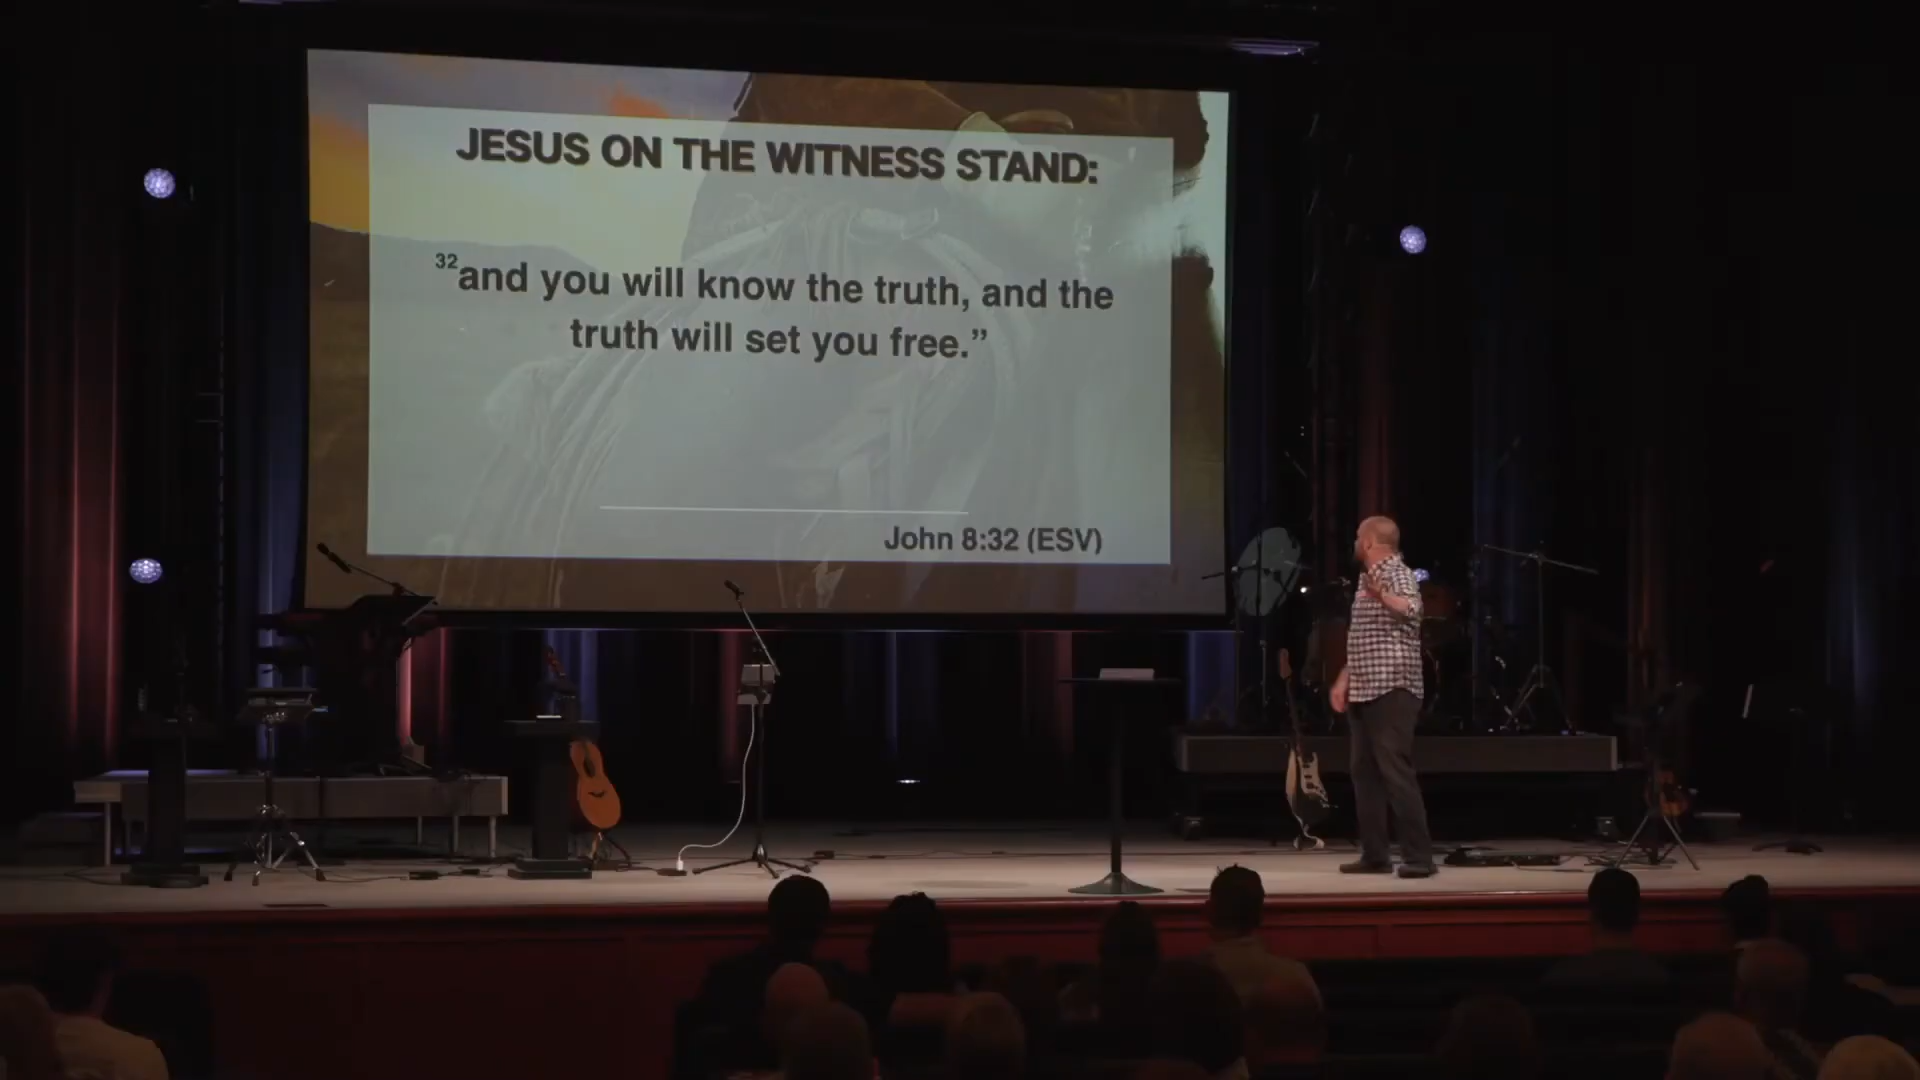 JESUS ON THE WITNESS STAND:
32and you will know the truth, and the
truth will set you free.”
John 8:32 (ESV)